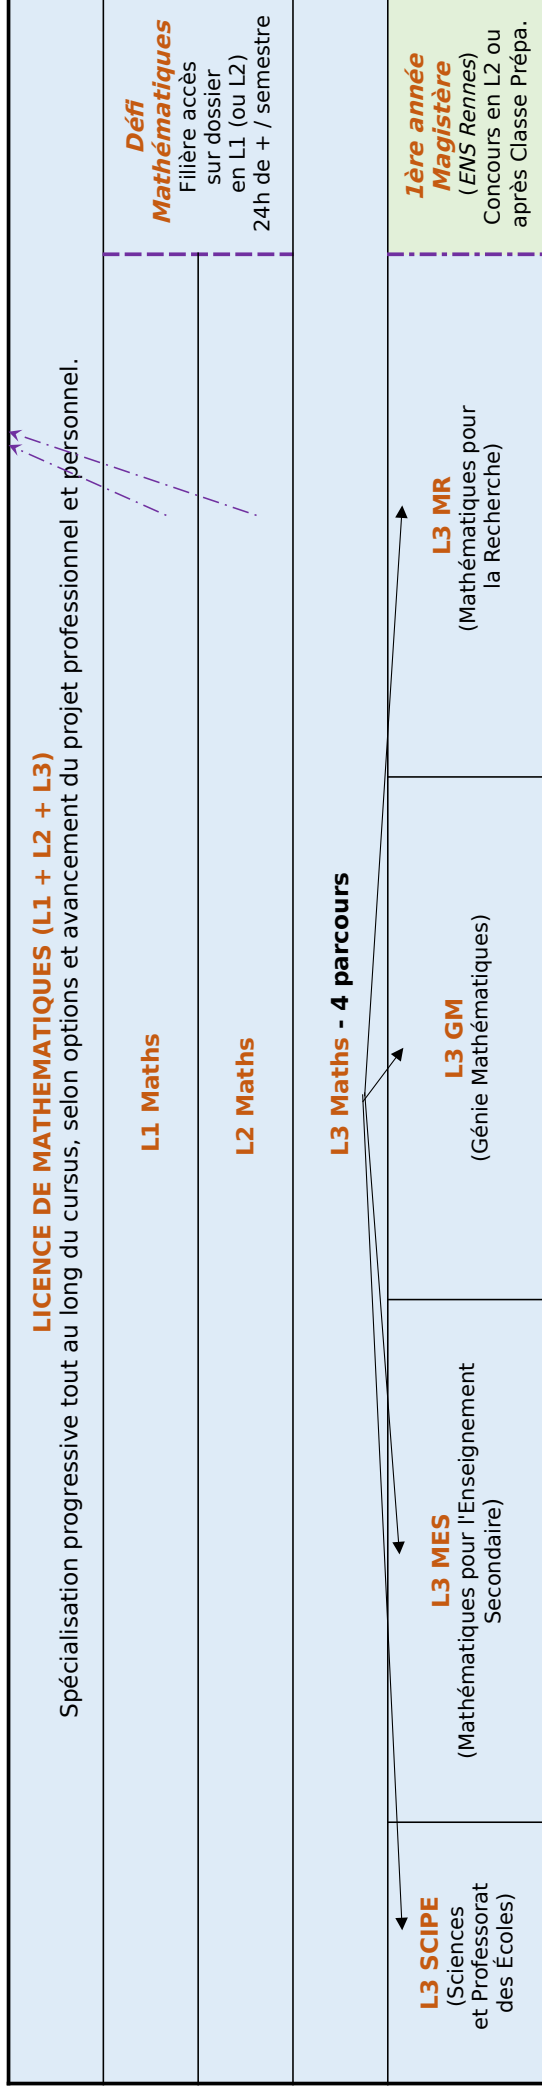 LICENCE DE MATHEMATIQUES (L1 + L2 + L3)
Spécialisation progressive tout au long du cursus, selon options et avancement du projet professionnel et personnel.
L1 Maths
Défi
Mathématiques
Filière accès
sur dossier
en L1 (ou L2)
24h de + / semestre
L2 Maths
L3 Maths - 4 parcours
L3 SCIPE
(Sciences
et Professorat
des Écoles)
L3 MES
(Mathématiques pour l'Enseignement
Secondaire)
L3 GM
(Génie Mathématiques)
L3 MR
(Mathématiques pour
la Recherche)
1ère année
Magistère
(ENS Rennes)
Concours en L2 ou
après Classe Prépa.